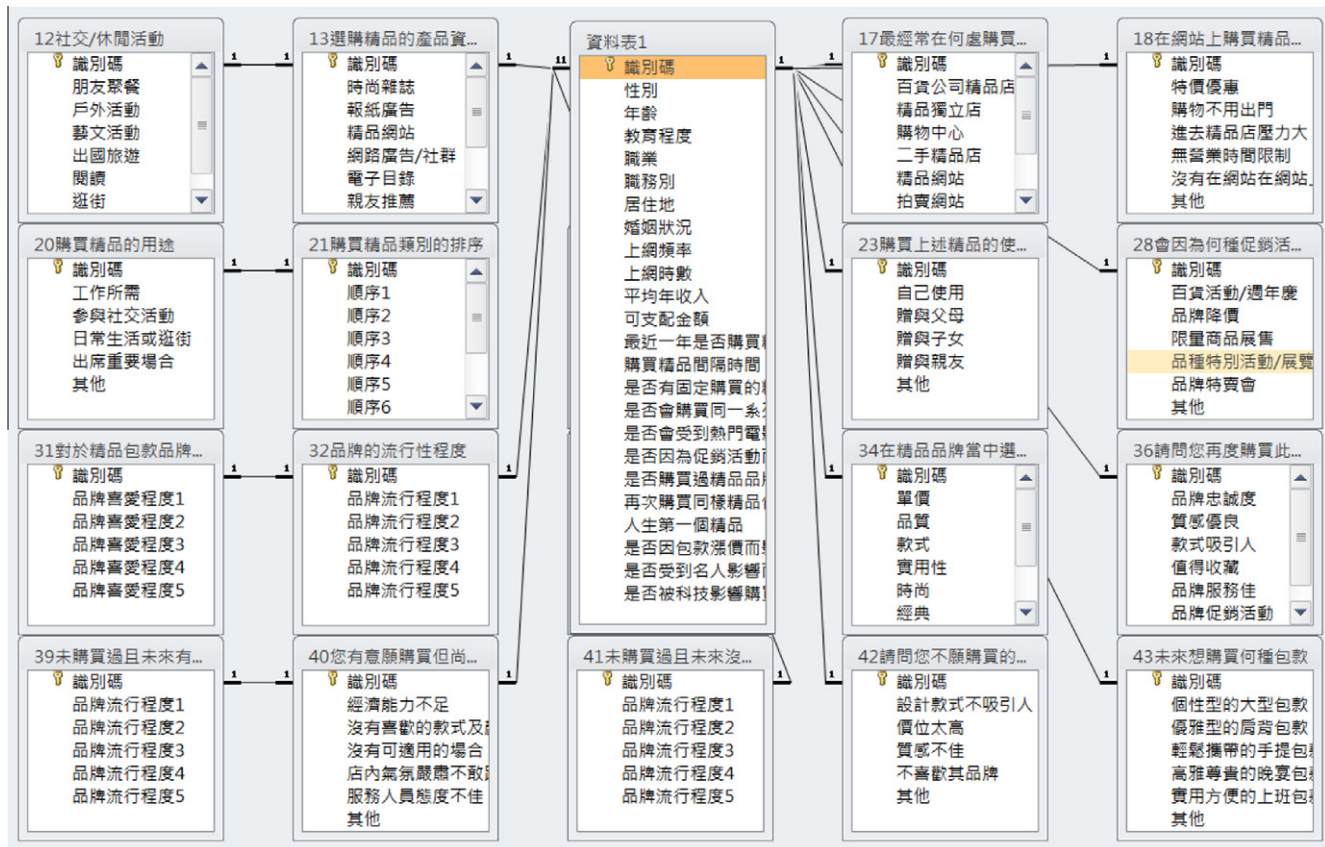 12社交/休閒活動
識別碼
朋友聚餐
戶外活動
藝文活動
出國旅遊
閱讀
逛街
13選購精品的產品資...
識別碼
時尚雜誌
報紙廣告
精品網站
網路廣告/社群
電子目錄
親友推薦
資料表1
識別碼
性別
年齡
教育程度
職業
職務別
居住地
婚姻狀況
上網頻率
上網時數
平均年收入
可支配金額
最近一年是否購買
購買精品間隔時間
是否有固定購買的
是否會購買同一系
是否會受到熱門電
是否因為促銷活動
是否購買過精品品
再次購買同樣精品
人生第一個精品
是否因包款漲價而
是否受到名人影響
是否被科技影響購
17最經常在何處購買...
識別碼
百貨公司精品店
精品獨立店
購物中心
二手精品店
精品網站
拍賣網站
18在網站上購買精品...
識別碼
特價優惠
購物不用出門
進去精品店壓力大
無營業時間限制
沒有在網站在網站
其他
20購買精品的用途
識別碼
工作所需
參與社交活動
日常生活或逛街
出席重要場合
其他
21購買精品類別的排序
識別碼
順序1
順序2
順序3
順序4
順序5
順序6
23購買上述精品的使...
識別碼
自己使用
贈與父母
贈與子女
贈與親友
其他
28會因為何種促銷活...
識別碼
百貨活動/週年慶
品牌降價
限量商品展售
品種特別活動/展覽
品牌特賣會
其他
31對於精品包款品牌...
識別碼
品牌喜愛程度1
品牌喜愛程度2
品牌喜愛程度3
品牌喜愛程度4
品牌喜愛程度5
32品牌的流行性程度
識別碼
品牌流行程度1
品牌流行程度2
品牌流行程度3
品牌流行程度4
品牌流行程度5
34在精品品牌當中選...
識別碼
單價
品質
款式
實用性
時尚
經典
36請問您再度購買此...
識別碼
品牌忠誠度
質感優良
款式吸引人
值得收藏
品牌服務佳
品牌促銷活動
39未購買過且未來有...
識別碼
品牌流行程度1
品牌流行程度2
品牌流行程度3
品牌流行程度4
品牌流行程度5
40您有意願購買但尚...
識別碼
經濟能力不足
沒有喜歡的款式及
沒有可適用的場合
店內氣氛嚴肅不敢
服務人員態度不佳
其他
41未購買過且未來沒...
識別碼
品牌流行程度1
品牌流行程度2
品牌流行程度3
品牌流行程度4
品牌流行程度5
42請問您不願購買的...
識別碼
設計款式不吸引人
價位太高
質感不佳
不喜歡其品牌
其他
43未來想購買何種包款
識別碼
個性型的大型包款
優雅型的肩背包款
輕鬆攜帶的手提包
高雅尊貴的晚宴包
實用方便的上班包
其他